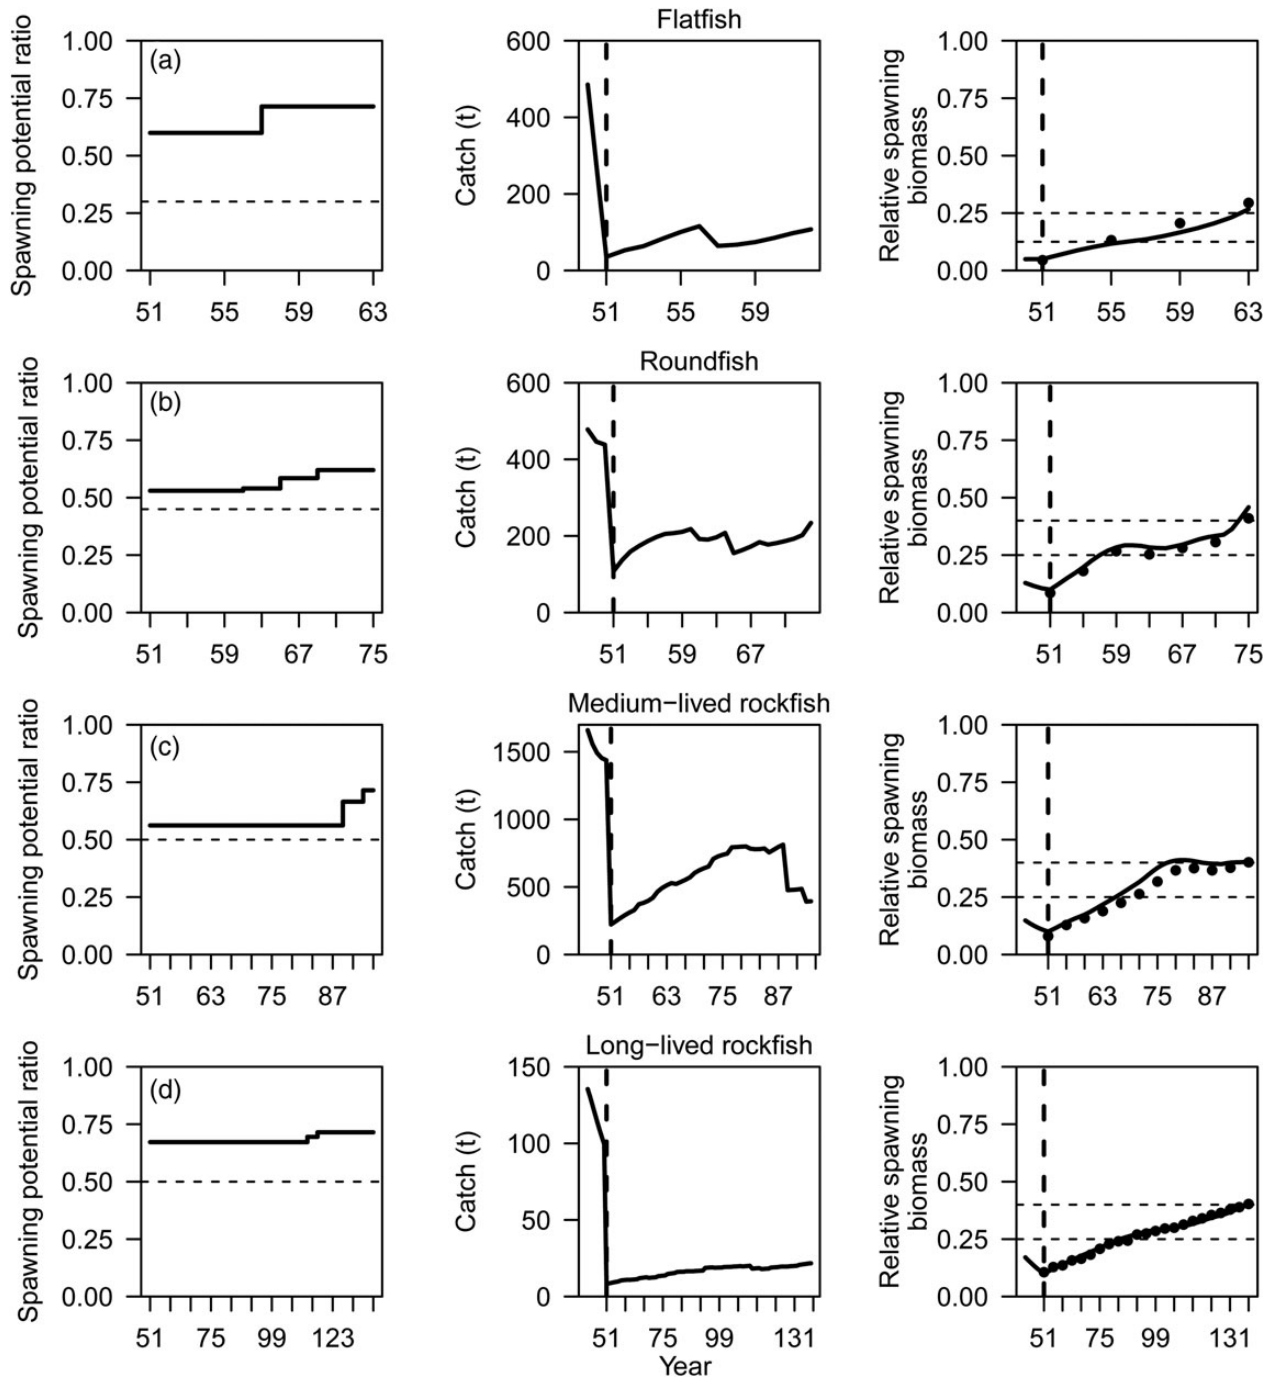 Flatfish
(a)
Spawning potential ratio
1.00
0.75
0.50
0.25
0.00
51 55 59 63
Catch (t)
600
400
200
0
51 55 59
Relative spawning
biomass
1.00
0.75
0.50
0.25
0.00
51 55 59 63
Roundfish
(b)
Spawning potential ratio
1.00
0.75
0.50
0.25
0.00
51 59 67 75
Catch (t)
600
400
200
0
51 59 67
Relative spawning
biomass
1.00
0.75
0.50
0.25
0.00
51 59 67 75
Medium−lived rockfish
(c)
Spawning potential ratio
1.00
0.75
0.50
0.25
0.00
51 63 75 87
Catch (t)
1500
1000
500
0
51 63 75 87
Relative spawning
biomass
1.00
0.75
0.50
0.25
0.00
51 63 75 87
Long−lived rockfish
(d)
Spawning potential ratio
1.00
0.75
0.50
0.25
0.00
51 75 99 123
Catch (t)
150
100
50
0
51 75 99 131
Relative spawning
biomass
1.00
0.75
0.50
0.25
0.00
51 75 99 131
Year